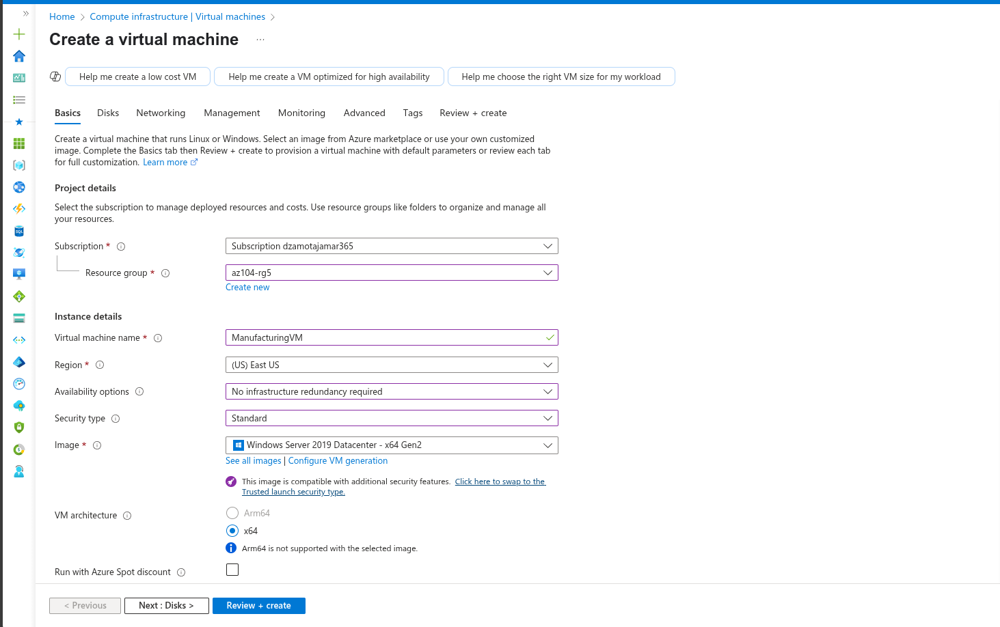 Home > Compute infrastructure | Virtual machines >
Create a virtual machine ...
Help me create a low cost VM
Help me create a VM optimized for high availability
Help me choose the right VM size for my workload
Basics Disks Networking Management Monitoring Advanced Tags Review + create
Create a virtual machine that runs Linux or Windows. Select an image from Azure marketplace or use your own customized
image. Complete the Basics tab then Review + create to provision a virtual machine with default parameters or review each tab
for full customization. Learn more
Project details
Select the subscription to manage deployed resources and costs. Use resource groups like folders to organize and manage all
your resources.
Subscription * Subscription dzamotajamar365
Resource group * az104-rg5
Create new
Instance details
Virtual machine name * ManufacturingVM
Region * (US) East US
Availability options No infrastructure redundancy required
Security type Standard
Image * Windows Server 2019 Datacenter - x64 Gen2
See all images | Configure VM generation
This image is compatible with additional security features. Click here to swap to the
Trusted launch security type.
VM architecture Arm64
x64
Arm64 is not supported with the selected image.
Run with Azure Spot discount
< Previous Next : Disks > Review + create